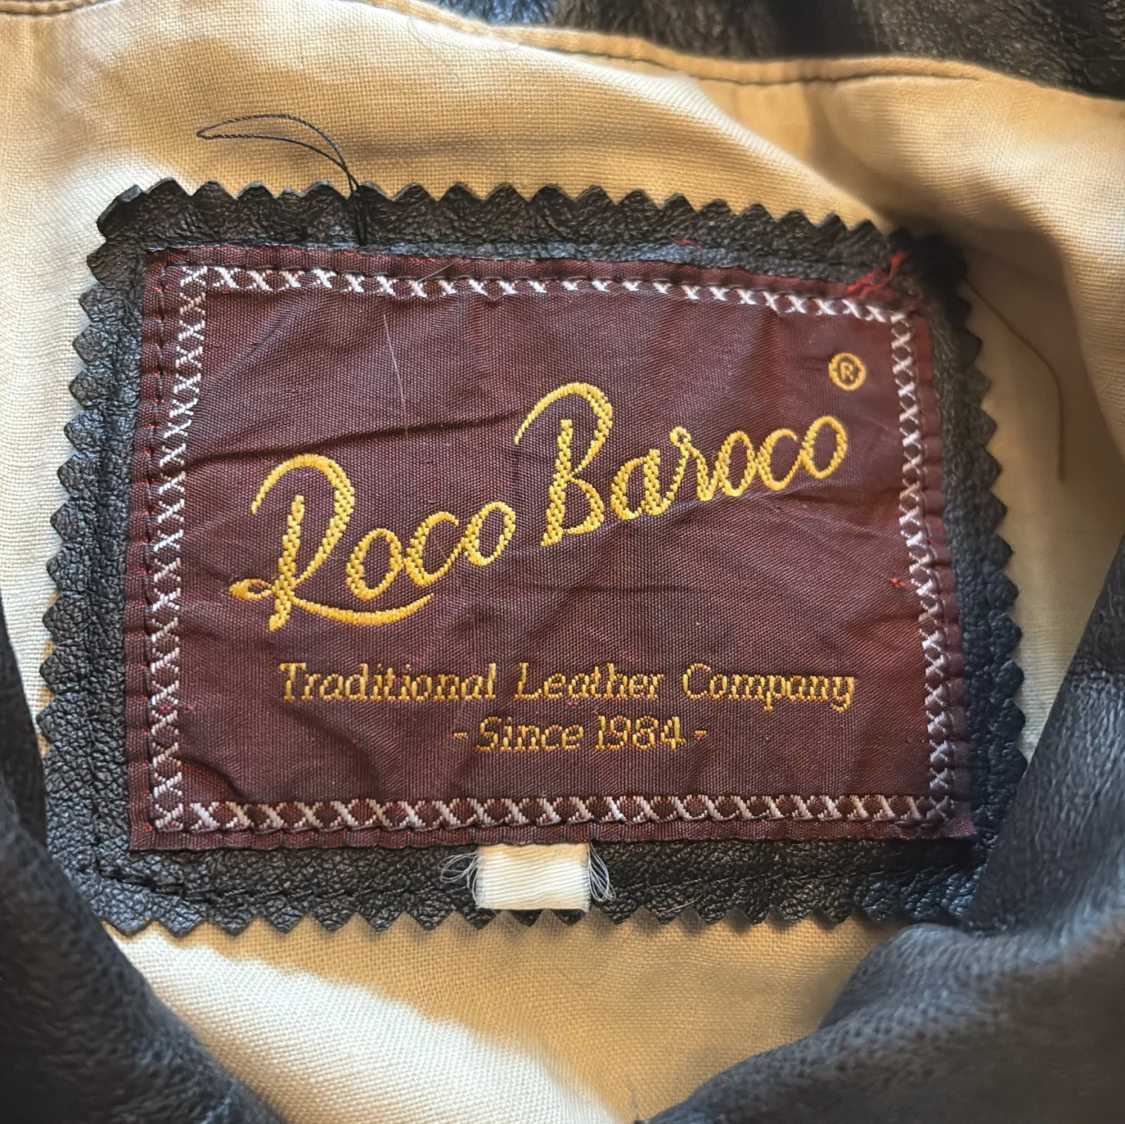 Roco Baroco ®
Traditional Leather Company
- Since 1984 -